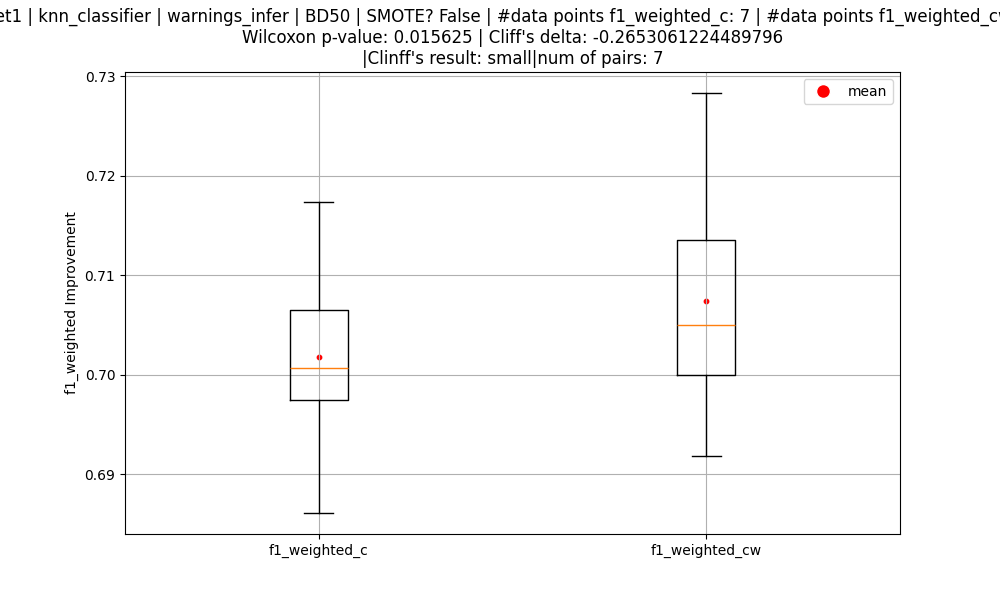 | knn_classifier | warnings_infer | BD50 | SMOTE? False | #data points f1_weighted_c: 7 | #data points
Wilcoxon p-value: 0.015625 | Cliff's delta: -0.2653061224489796
|Clinff's result: small|num of pairs: 7
0.73
mean
0.72
0.71
0.70
0.69
f1_weighted Improvement
f1_weighted_c
f1_weighted_cw